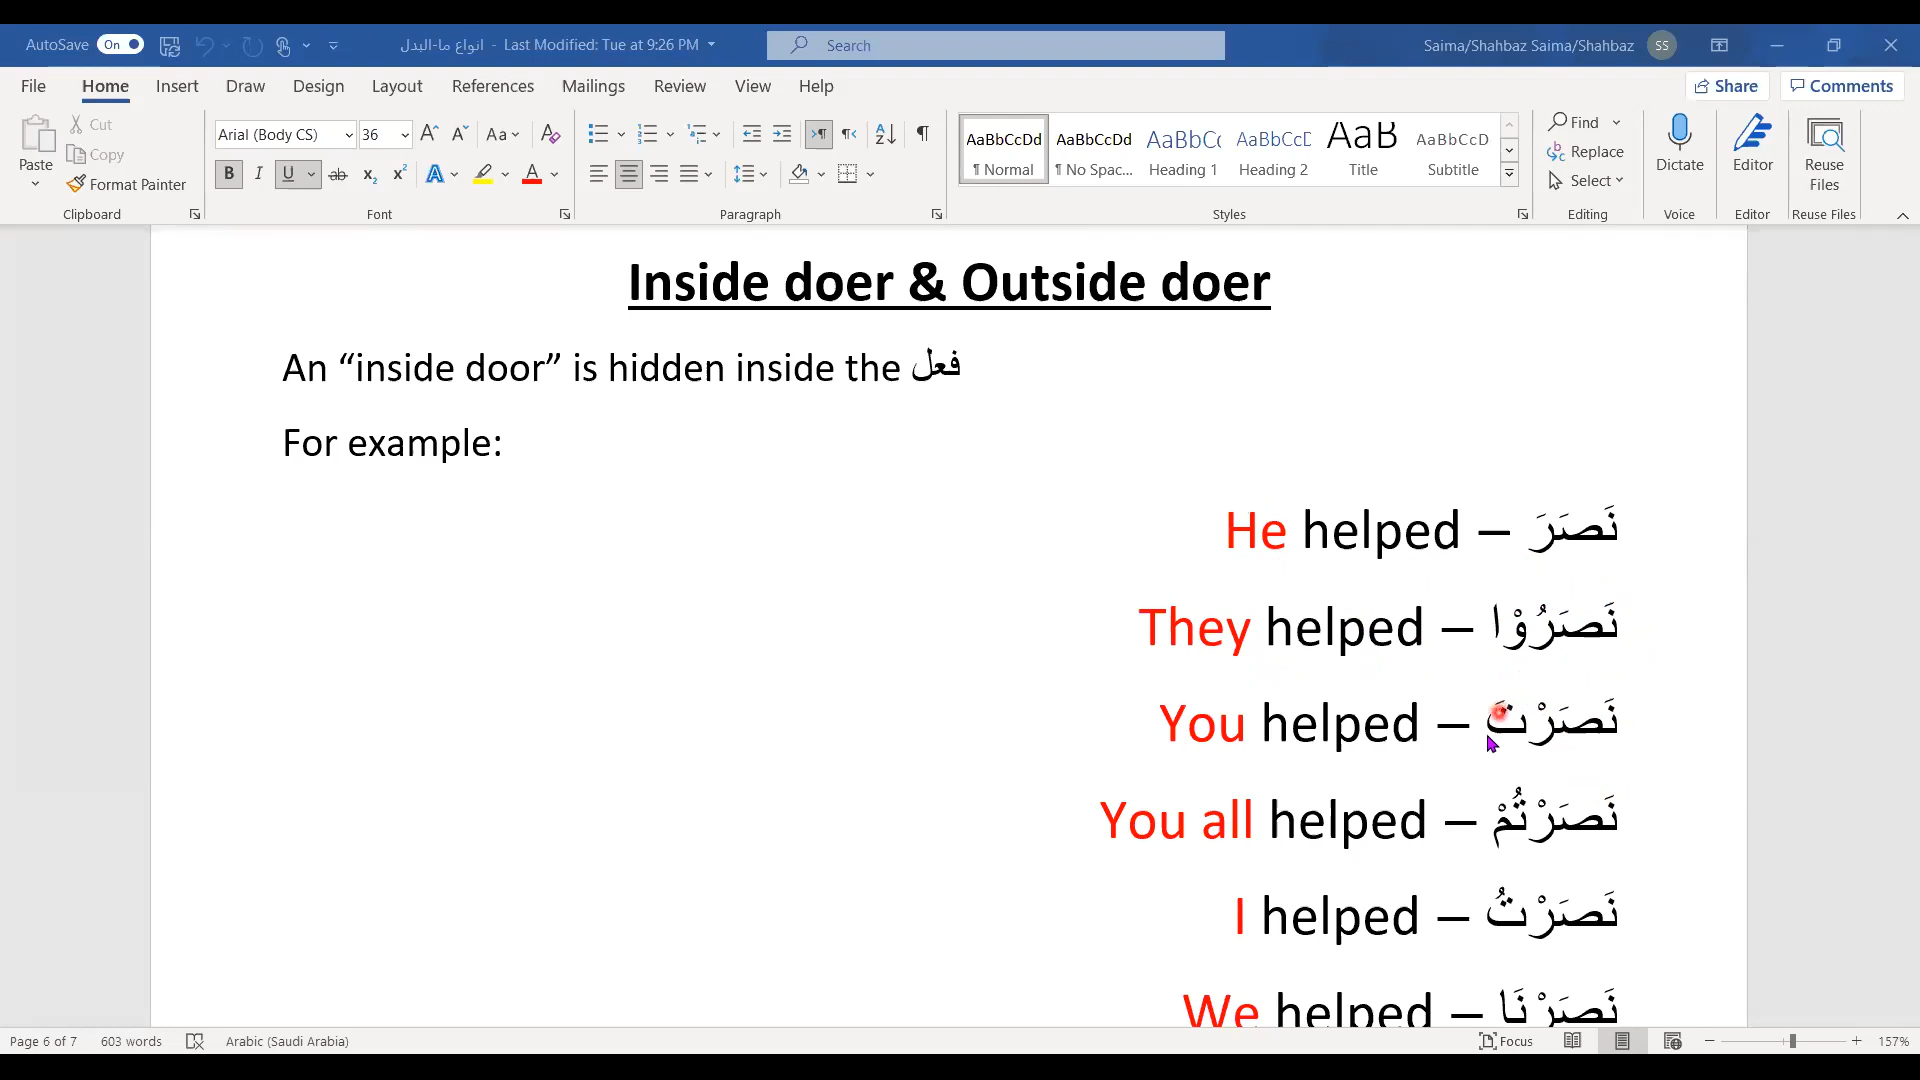 AutoSave On انواع ما-البدل - Last Modified: Tue at 9:26 PM Search Saima/Shahbaz Saima/Shahbaz SS
File Home Insert Draw Design Layout References Mailings Review View Help Share Comments
Paste Cut Copy Format Painter
Clipboard
Arial (Body CS) 36
Font
Paragraph
AaBbCcDd ¶ Normal
AaBbCcDd ¶ No Spac...
AaBbCc Heading 1
AaBbCcD Heading 2
AaB Title
AaBbCcD Subtitle
Styles
Find
Replace
Select
Editing
Dictate
Voice
Editor
Editor
Reuse Files
Reuse Files
Inside doer & Outside doer
An “inside door” is hidden inside the فعل
For example:
He helped – نَصَرَ
They helped – نَصَرُوْا
You helped – نَصَرْتَ
You all helped – نَصَرْتُمْ
I helped – نَصَرْتُ
We helped – نَصَرْنَا
Page 6 of 7 603 words Arabic (Saudi Arabia) Focus 157%